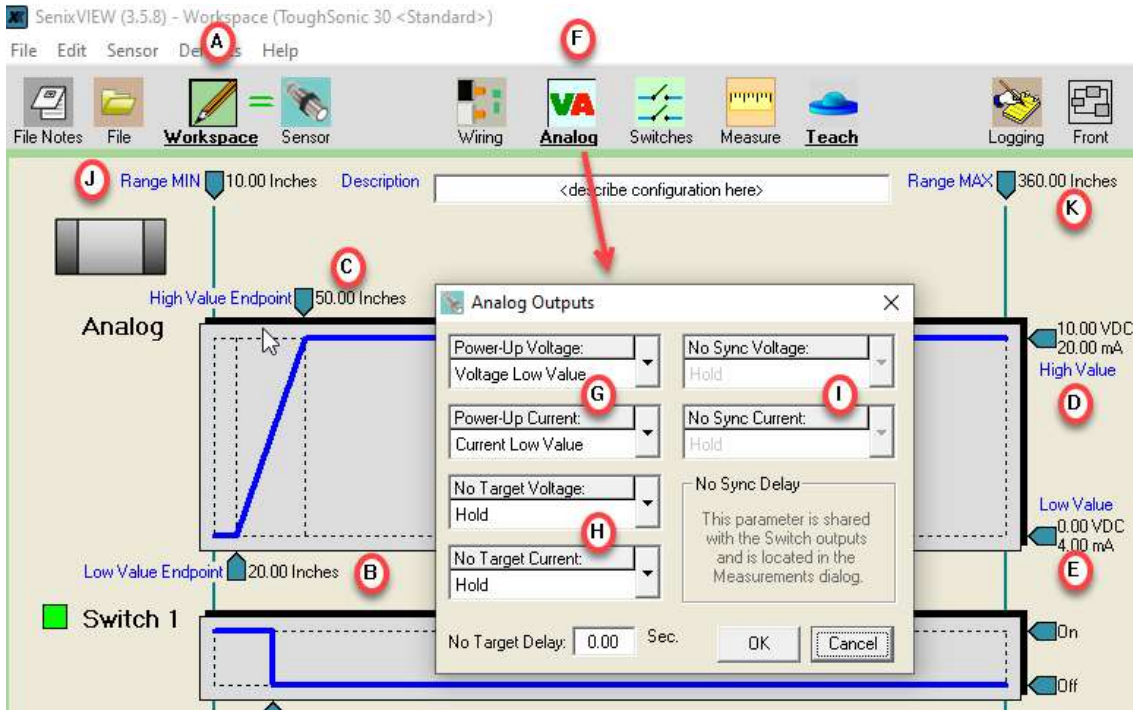 SenixVIEW (3.5.8) - Workspace (ToughSonic 30 <Standard>)
File Edit Sensor Help
A
F
File Notes File Workspace = Sensor Wiring VA Analog Switches Measure Teach Logging Front
J
Range MIN 10.00 Inches Description <describe configuration here> Range MAX 360.00 Inches
K
C
High Value Endpoint 50.00 Inches
Analog
Analog Outputs
Power-Up Voltage:
Voltage Low Value
G
Power-Up Current:
Current Low Value
No Target Voltage:
Hold
H
No Target Current:
Hold
No Target Delay: 0.00 Sec.
No Sync Voltage:
Hold
I
No Sync Current:
Hold
No Sync Delay
This parameter is shared
with the Switch outputs
and is located in the
Measurements dialog.
OK Cancel
10.00 VDC
20.00 mA
High Value
D
Low Value
0.00 VDC
4.00 mA
E
Low Value Endpoint 20.00 Inches B
Switch 1
On
Off